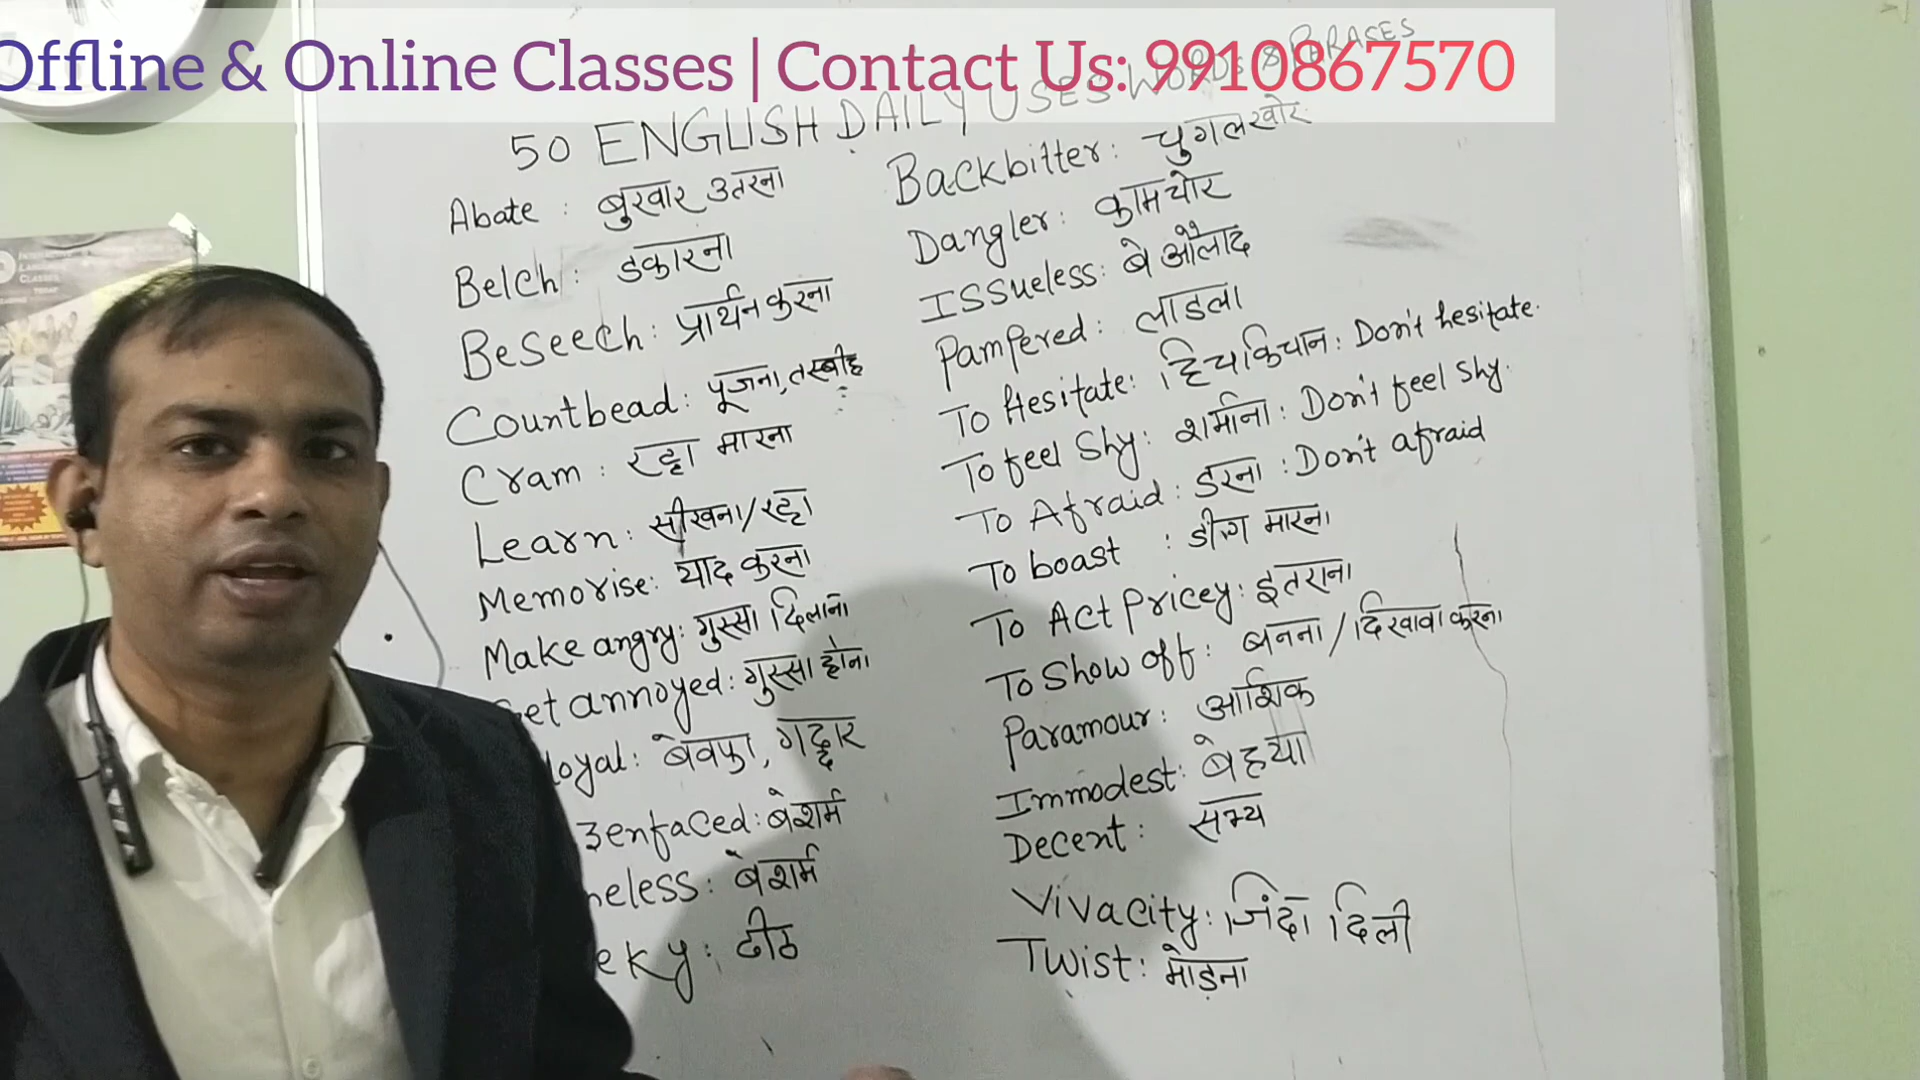 Offline & Online Classes | Contact Us: 9910867570
50 ENGLISH DAILY USES WORDS & PHRASES
Abate : बुखार उतरना
Belch : डकारना
Beseech : प्रार्थन करना
Countbead : पूजना, तस्बीह
Cram : रट्टा मारना
Learn : सीखना/रट्टा
Memorise : याद करना
Make angry : गुस्सा दिलाना
Get annoyed : गुस्सा होना
loyal : बेवफा, गद्दार
enfaced : बेशर्म
eless : बेशर्म
eky : ढीठ
Backbitter : चुगलखोर
Dangler : कामचोर
Issueless : बे औलाद
Pampered : लाडला
To Hesitate : हिचकिचान : Don't hesitate.
To feel Shy : शर्माना : Don't feel shy.
To Afraid : डरना : Don't afraid
To boast : डींग मारना
To Act Pricey : इतराना
To Show off : बनना/दिखावा करना
Paramour : आशिक
Immodest : बेहया
Decent : सभ्य
Vivacity : जिंदा दिली
Twist : मोड़ना